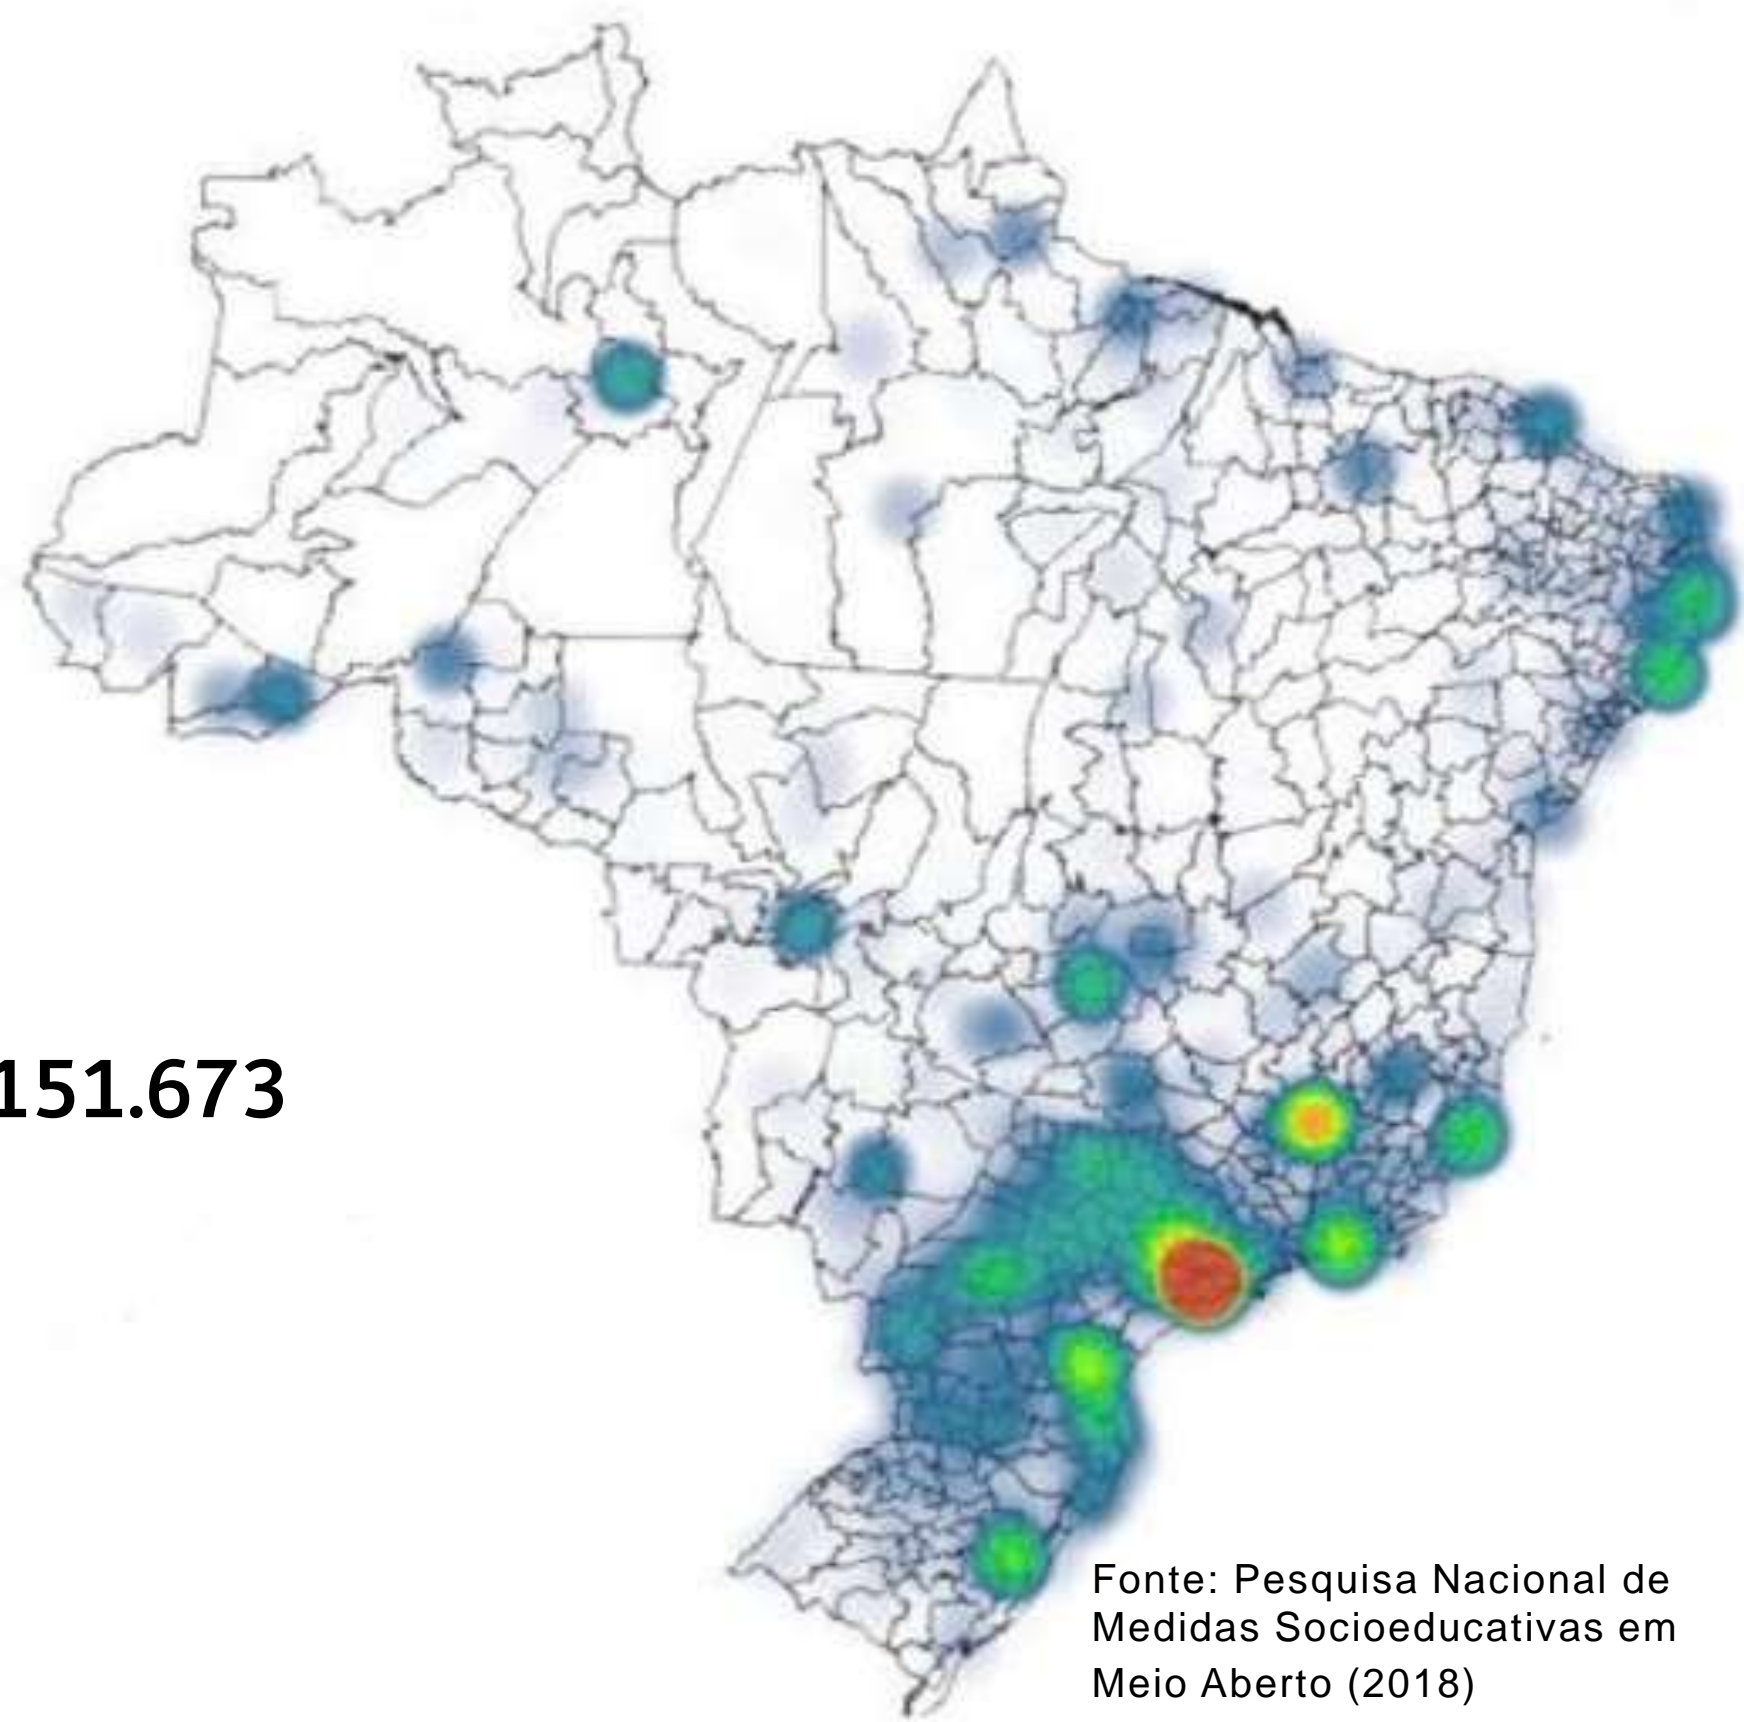 151.673
Fonte: Pesquisa Nacional de
Medidas Socioeducativas em
Meio Aberto (2018)